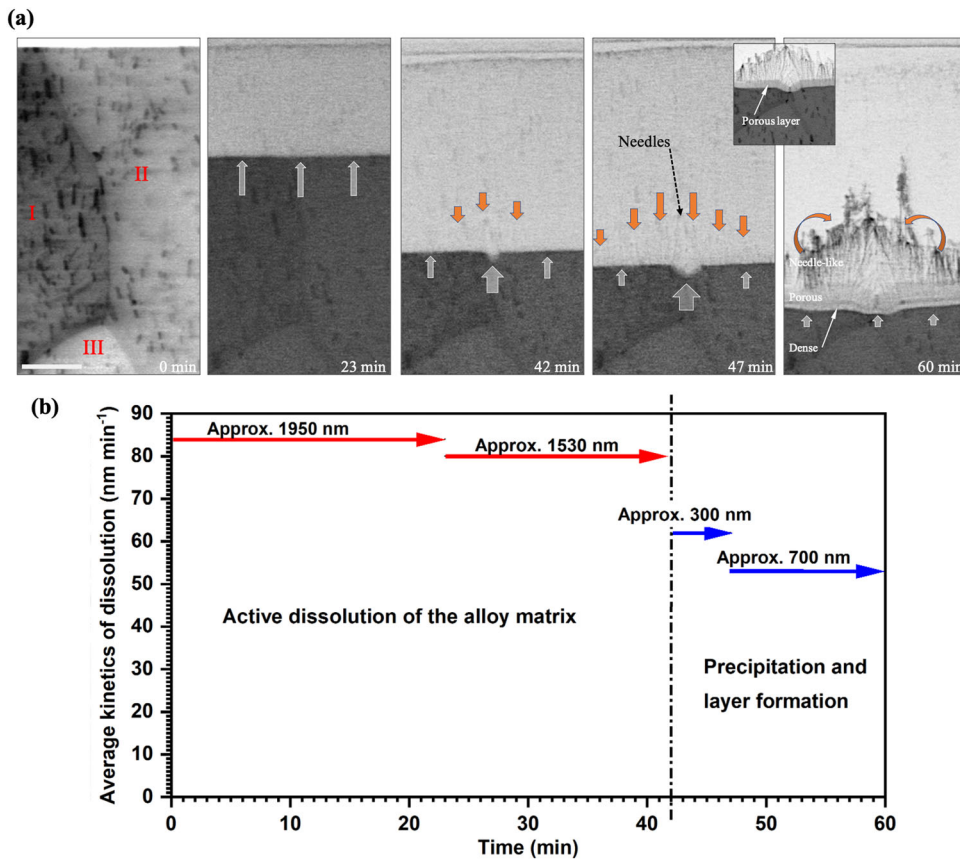 (a)
I
II
III
0 min
23 min
42 min
Needles
47 min
Porous layer
Needle-like
Porous
Dense
60 min
(b)
Average kinetics of dissolution (nm min⁻¹)
90
80
70
60
50
40
30
20
10
0
Approx. 1950 nm
Approx. 1530 nm
Approx. 300 nm
Approx. 700 nm
Active dissolution of the alloy matrix
Precipitation and
layer formation
0 10 20 30 40 50 60
Time (min)